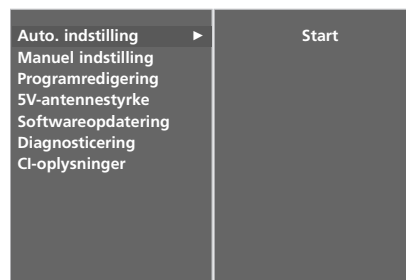 Auto. indstilling ► Start
Manuel indstilling
Programredigering
5V-antennestyrke
Softwareopdatering
Diagnosticering
CI-oplysninger